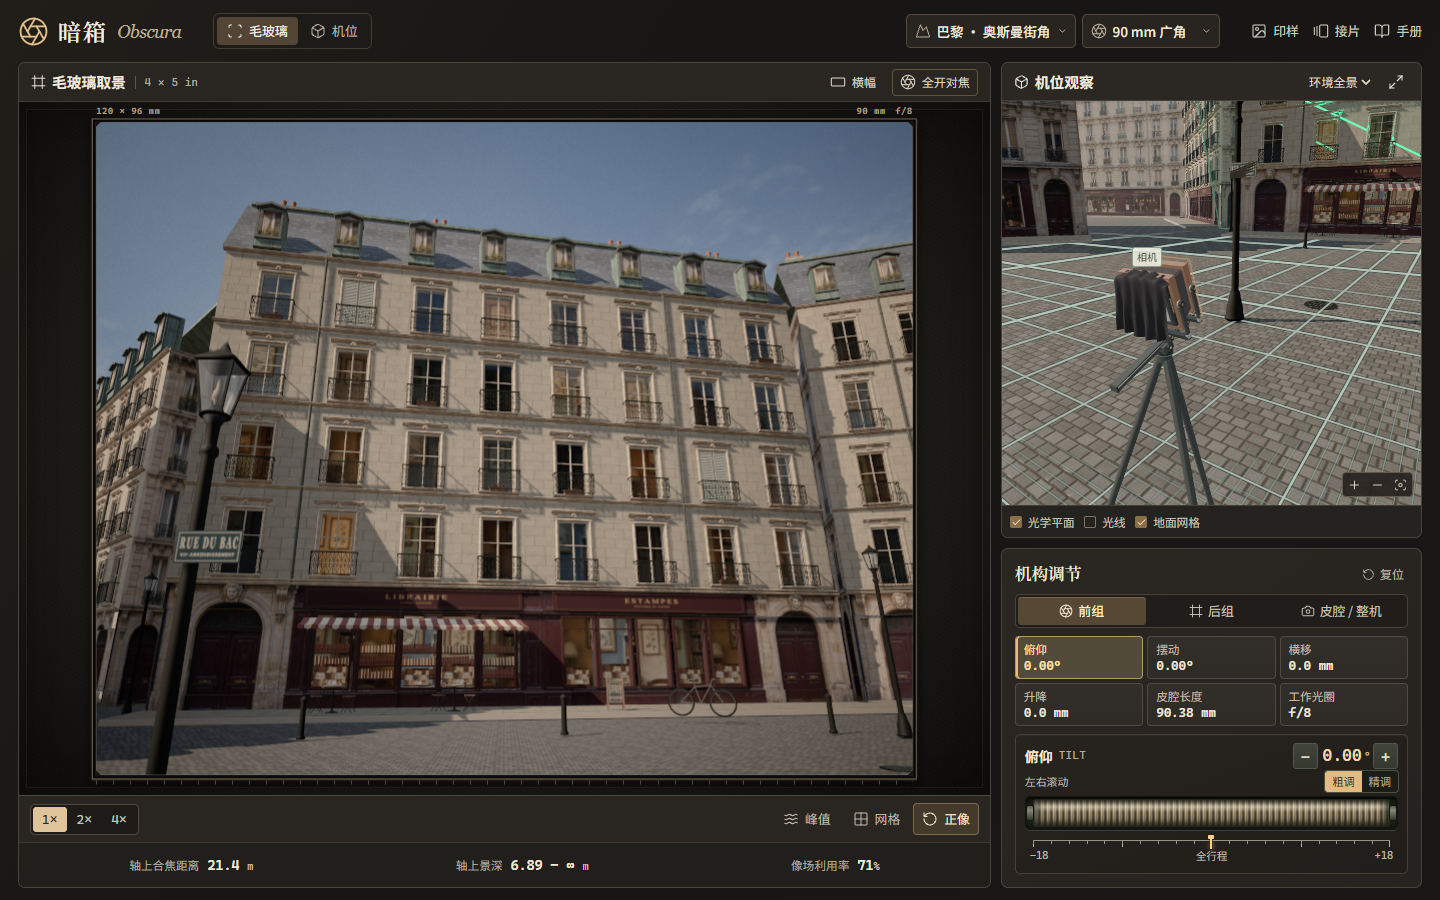 暗箱 Obscura
毛玻璃 机位
巴黎 • 奥斯曼街角 90 mm 广角 印样 接片 手册
毛玻璃取景 4 × 5 in 横幅 全开对焦
120 × 96 mm 90 mm f/8
LIBRAIRIE
ESTAMPES
RUE DU BAC
1× 2× 4× 峰值 网格 正像
轴上合焦距离 21.4 m 轴上景深 6.89 – ∞ m 像场利用率 71%
机位观察 环境全景
LIBRAIRIE
相机
光学平面 光线 地面网格
机构调节 复位
前组 后组 皮腔 / 整机
俯仰 摆动 横移
0.00° 0.00° 0.0 mm
升降 皮腔长度 工作光圈
0.0 mm 90.38 mm f/8
俯仰 TILT − 0.00° +
左右滚动 粗调 精调
−18 全行程 +18